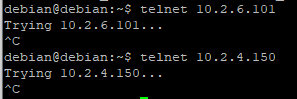 debian@debian:~$ telnet 10.2.6.101
Trying 10.2.6.101...
^C
debian@debian:~$ telnet 10.2.4.150
Trying 10.2.4.150...
^C